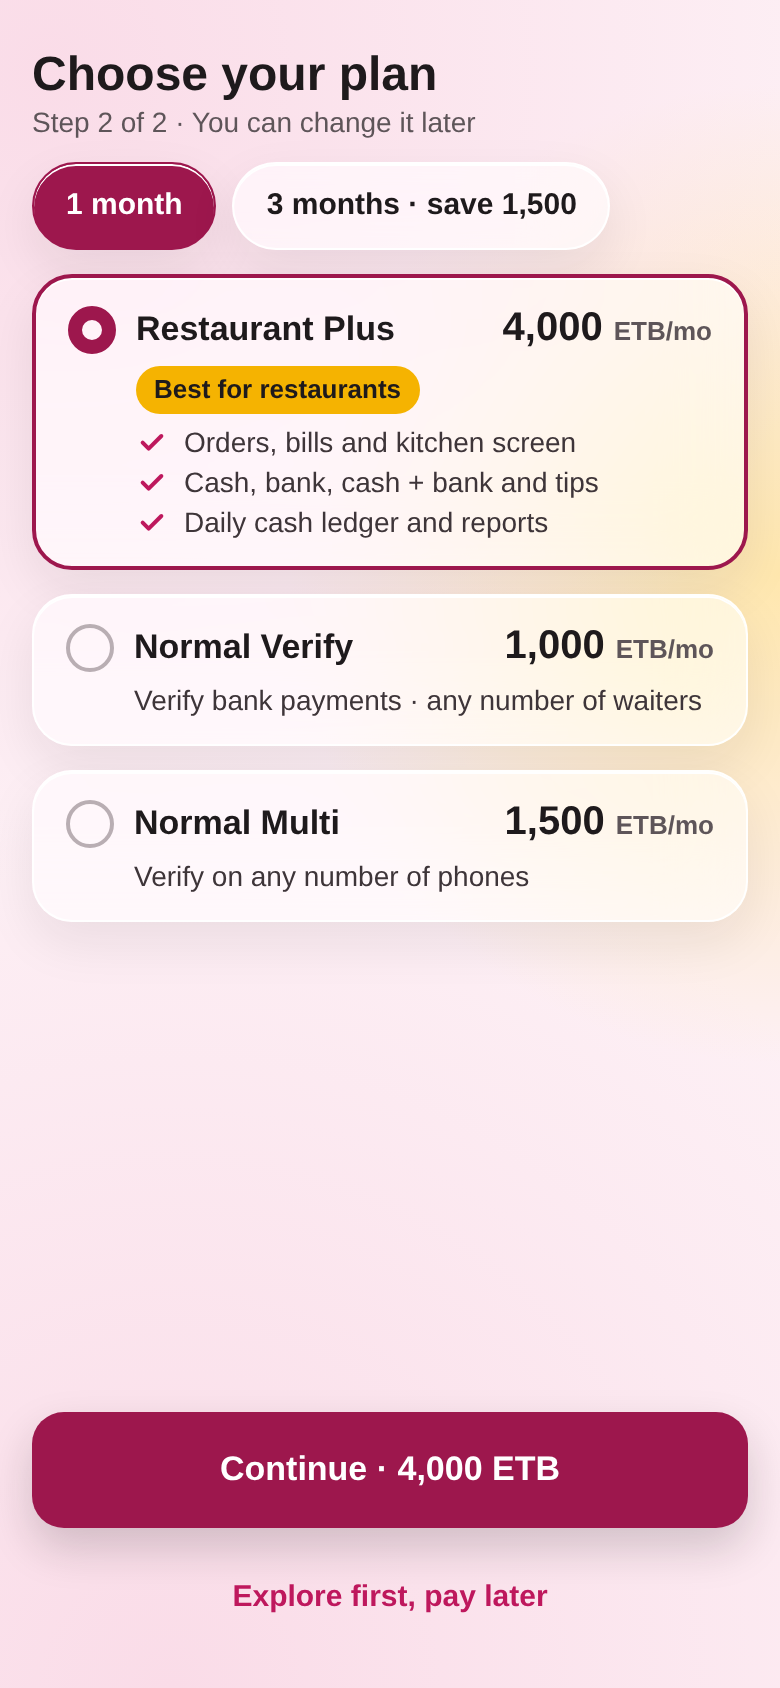 Choose your plan
Step 2 of 2 · You can change it later
1 month
3 months · save 1,500
Restaurant Plus
4,000 ETB/mo
Best for restaurants
Orders, bills and kitchen screen
Cash, bank, cash + bank and tips
Daily cash ledger and reports
Normal Verify
1,000 ETB/mo
Verify bank payments · any number of waiters
Normal Multi
1,500 ETB/mo
Verify on any number of phones
Continue · 4,000 ETB
Explore first, pay later